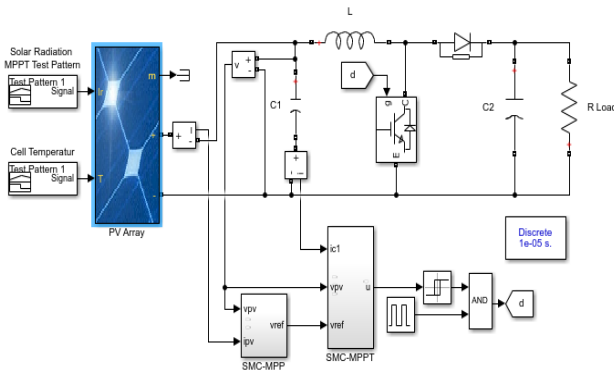 L
Solar Radiation
MPPT Test Pattern
Test Pattern 1
Signal
Ir
m
+
-
v
+
-
i
+
-
d
C1
g
C
E
C2
R Load
Cell Temperatur
Test Pattern 1
Signal
T
-
PV Array
+
-
i
Discrete
1e-05 s.
ic1
vpv
u
vref
SMC-MPPT
vpv
ipv
vref
SMC-MPP
AND
d